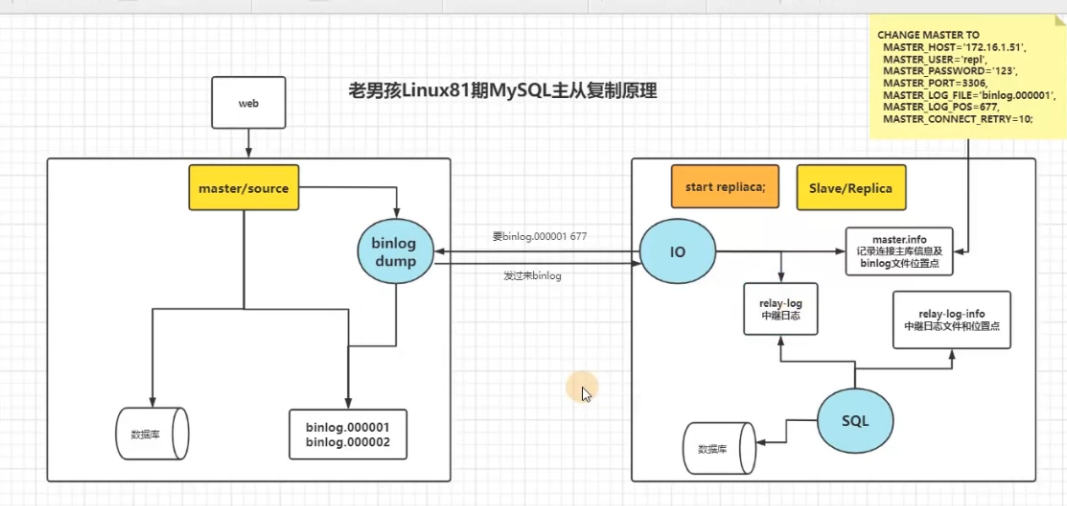 老男孩Linux81期MySQL主从复制原理
CHANGE MASTER TO
MASTER_HOST='172.16.1.51',
MASTER_USER='repl',
MASTER_PASSWORD='123',
MASTER_PORT=3306,
MASTER_LOG_FILE='binlog.000001',
MASTER_LOG_POS=677,
MASTER_CONNECT_RETRY=10;
web
master/source
binlog
dump
数据库
binlog.000001
binlog.000002
要binlog.000001 677
发过来binlog
start repliaca;
Slave/Replica
IO
master.info
记录连接主库信息及
binlog文件位置点
relay-log
中继日志
relay-log-info
中继日志文件和位置点
SQL
数据库